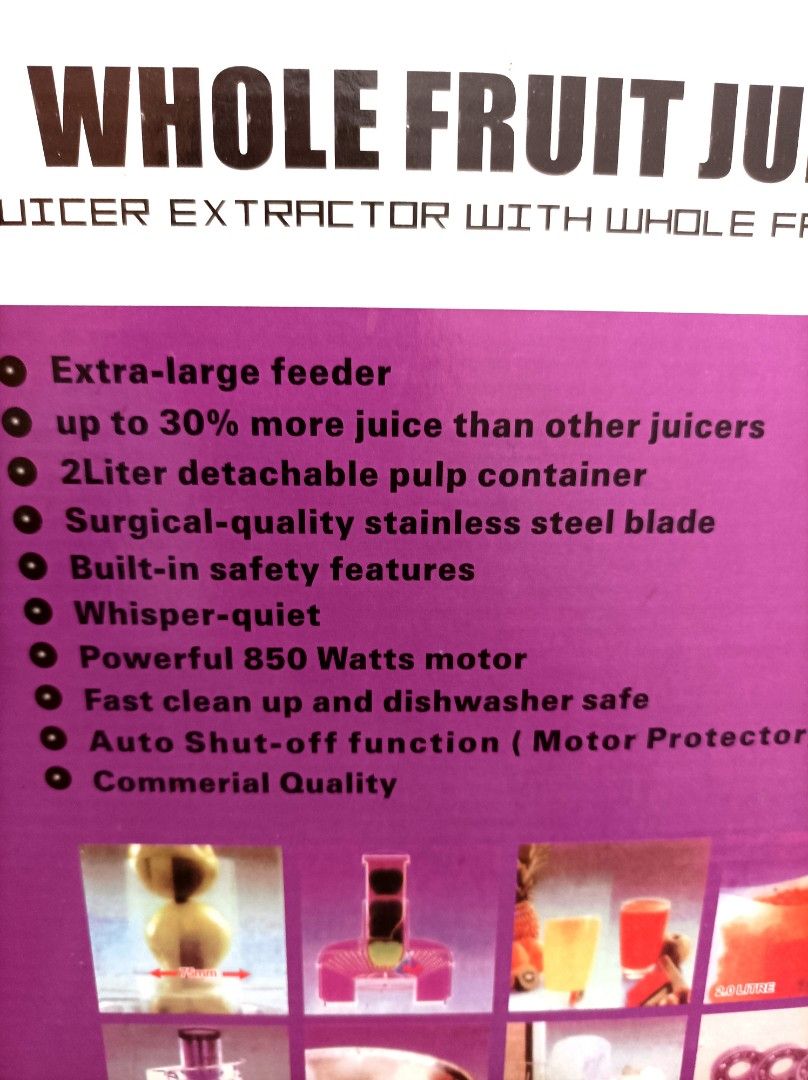 WHOLE FRUIT JU
UICER EXTRACTOR WITH WHOLE FR
Extra-large feeder
up to 30% more juice than other juicers
2Liter detachable pulp container
Surgical-quality stainless steel blade
Built-in safety features
Whisper-quiet
Powerful 850 Watts motor
Fast clean up and dishwasher safe
Auto Shut-off function ( Motor Protector
Commerial Quality
75mm
2.0 LITRE